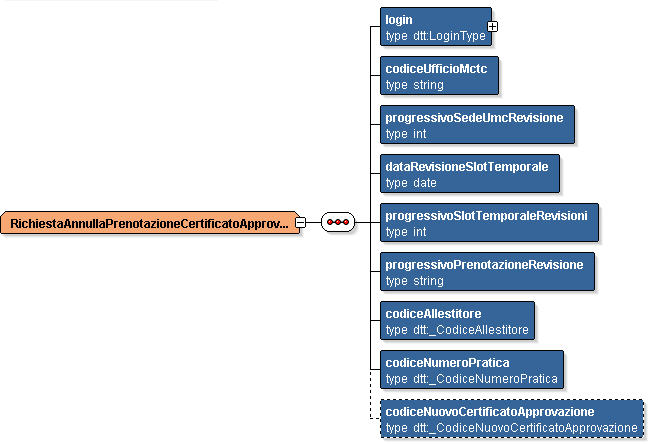 login
type dtt:LoginType
codiceUfficioMctc
type string
progressivoSedeUmcRevisione
type int
dataRevisioneSlotTemporale
type date
RichiestaAnnullaPrenotazioneCertificatoApprov...
progressivoSlotTemporaleRevisioni
type int
progressivoPrenotazioneRevisione
type string
codiceAllestitore
type dtt:_CodiceAllestitore
codiceNumeroPratica
type dtt:_CodiceNumeroPratica
codiceNuovoCertificatoApprovazione
type dtt:_CodiceNuovoCertificatoApprovazione